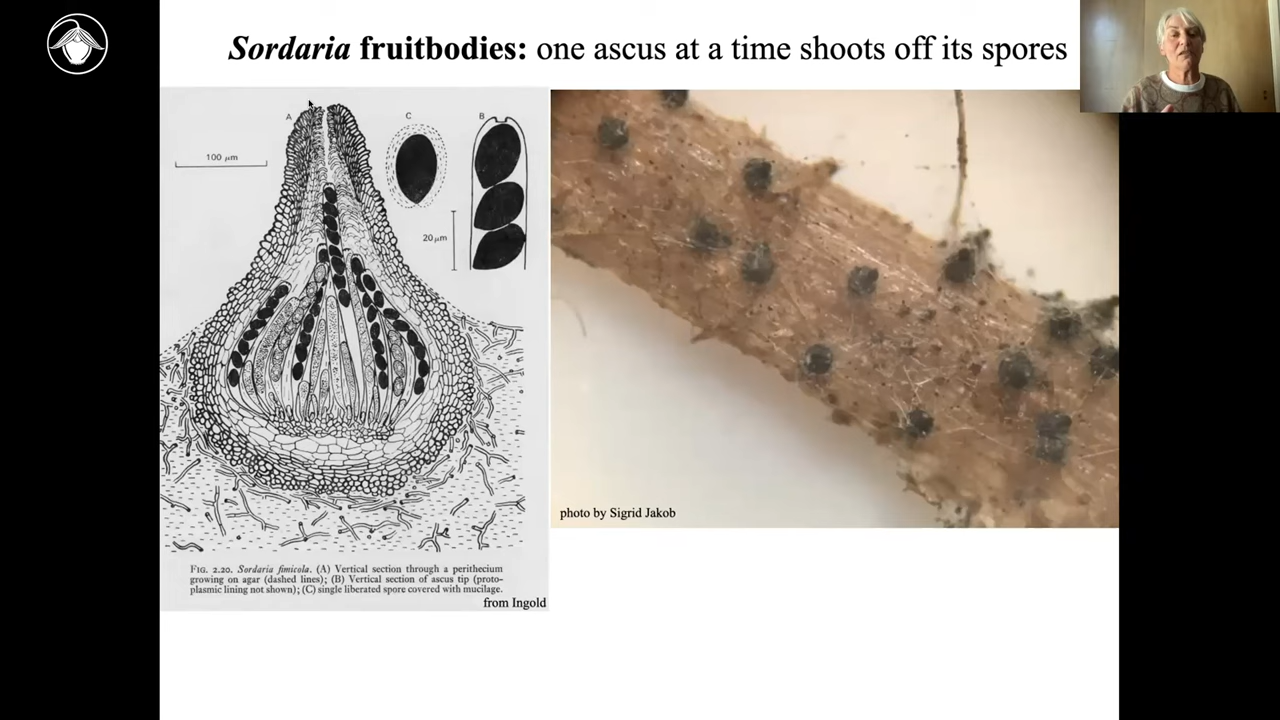 Sordaria fruitbodies: one ascus at a time shoots off its spores
A
C
B
100 μm
20 μm
FIG. 2.20. Sordaria fimicola. (A) Vertical section through a perithecium
growing on agar (dashed lines); (B) Vertical section of ascus tip (proto-
plasmic lining not shown); (C) single liberated spore covered with mucilage.
from Ingold
photo by Sigrid Jakob